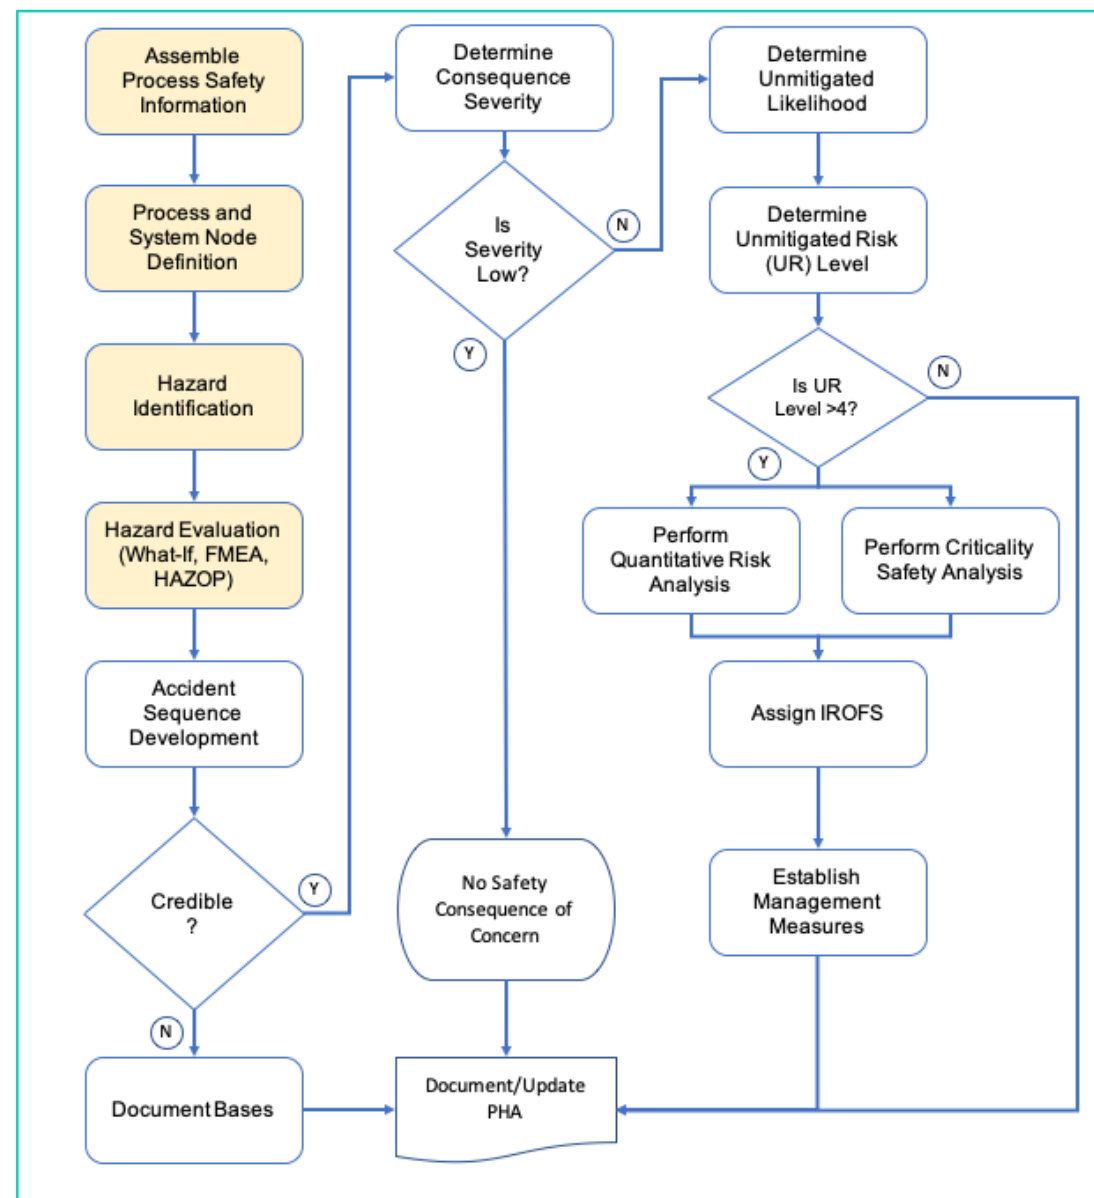 Assemble
Process Safety
Information
Process and
System Node
Definition
Hazard
Identification
Hazard Evaluation
(What-If, FMEA,
HAZOP)
Accident
Sequence
Development
Credible
?
Y
N
Document Bases
Determine
Consequence
Severity
Is
Severity
Low?
N
Y
No Safety
Consequence of
Concern
Document/Update
PHA
Determine
Unmitigated
Likelihood
Determine
Unmitigated Risk
(UR) Level
Is UR
Level >4?
N
Y
Perform
Quantitative Risk
Analysis
Perform Criticality
Safety Analysis
Assign IROFS
Establish
Management
Measures